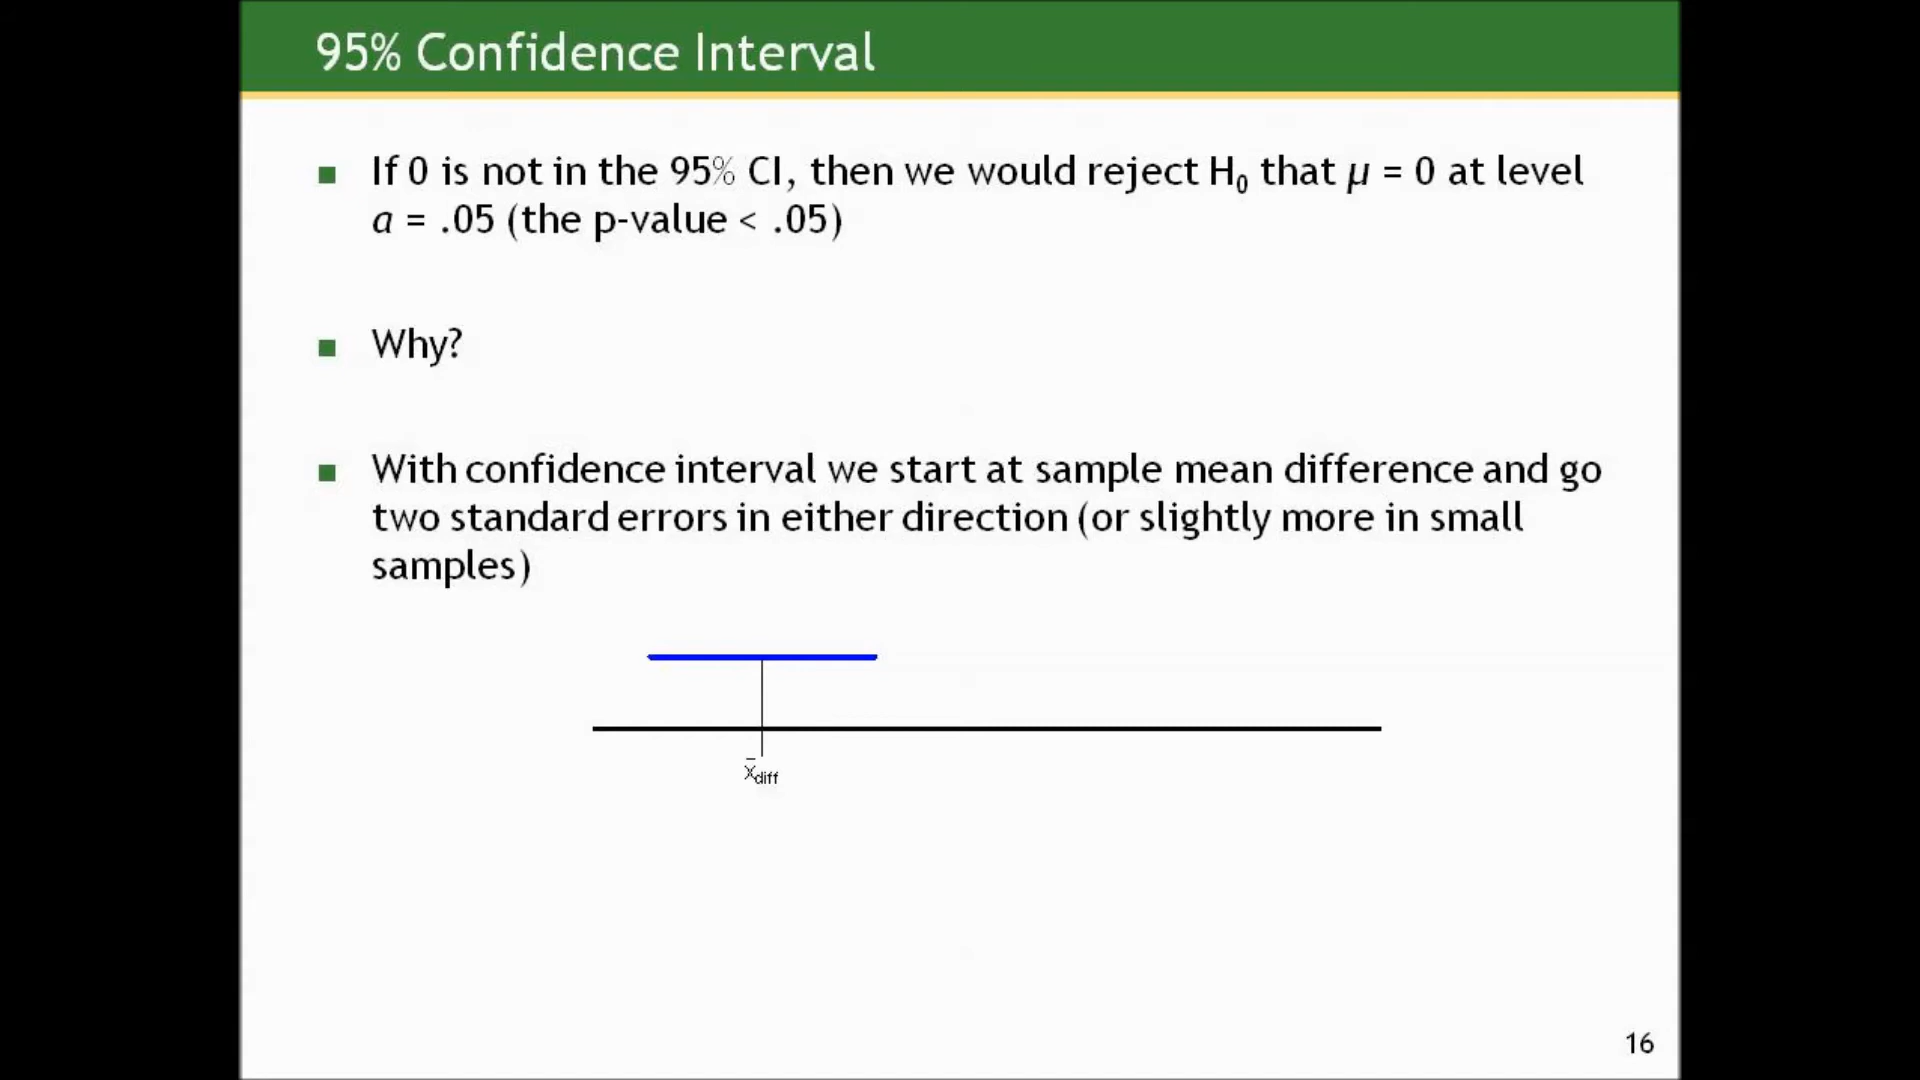 95% Confidence Interval
If 0 is not in the 95% CI, then we would reject H₀ that μ = 0 at level
a = .05 (the p-value < .05)
Why?
With confidence interval we start at sample mean difference and go
two standard errors in either direction (or slightly more in small
samples)
x̄diff
16